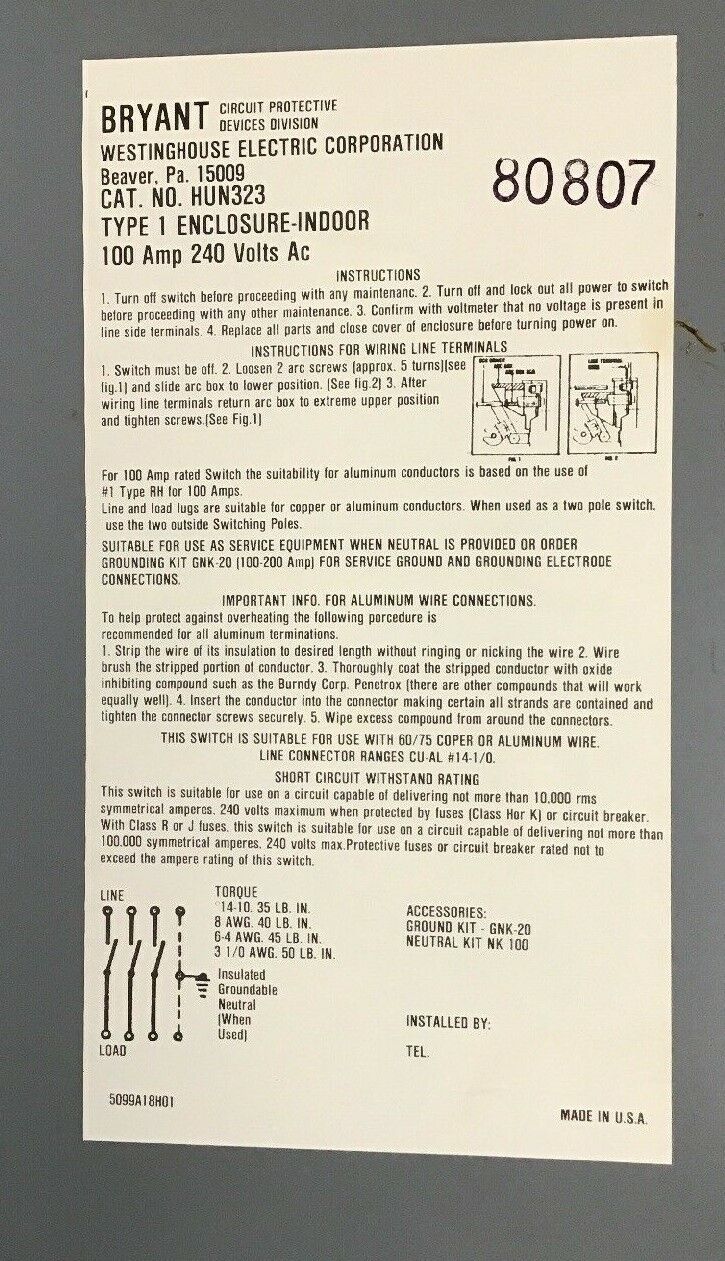 BRYANT CIRCUIT PROTECTIVE
DEVICES DIVISION
WESTINGHOUSE ELECTRIC CORPORATION
Beaver, Pa. 15009
CAT. NO. HUN323
80807
TYPE 1 ENCLOSURE-INDOOR
100 Amp 240 Volts Ac
INSTRUCTIONS
1. Turn off switch before proceeding with any maintenanc. 2. Turn off and lock out all power to switch
before proceeding with any other maintenance. 3. Confirm with voltmeter that no voltage is present in
line side terminals. 4. Replace all parts and close cover of enclosure before turning power on.
INSTRUCTIONS FOR WIRING LINE TERMINALS
1. Switch must be off. 2. Loosen 2 arc screws (approx. 5 turns)(see
fig.1) and slide arc box to lower position. (See fig.2) 3. After
wiring line terminals return arc box to extreme upper position
and tighten screws.(See Fig.1)
FIG. 1
FIG. 2
For 100 Amp rated Switch the suitability for aluminum conductors is based on the use of
#1 Type RH for 100 Amps.
Line and load lugs are suitable for copper or aluminum conductors. When used as a two pole switch,
use the two outside Switching Poles.
SUITABLE FOR USE AS SERVICE EQUIPMENT WHEN NEUTRAL IS PROVIDED OR ORDER
GROUNDING KIT GNK-20 (100-200 Amp) FOR SERVICE GROUND AND GROUNDING ELECTRODE
CONNECTIONS.
IMPORTANT INFO. FOR ALUMINUM WIRE CONNECTIONS.
To help protect against overheating the following porcedure is
recommended for all aluminum terminations.
1. Strip the wire of its insulation to desired length without ringing or nicking the wire 2. Wire
brush the stripped portion of conductor. 3. Thoroughly coat the stripped conductor with oxide
inhibiting compound such as the Burndy Corp. Penetrox (there are other compounds that will work
equally well). 4. Insert the conductor into the connector making certain all strands are contained and
tighten the connector screws securely. 5. Wipe excess compound from around the connectors.
THIS SWITCH IS SUITABLE FOR USE WITH 60/75 COPER OR ALUMINUM WIRE.
LINE CONNECTOR RANGES CU-AL #14-1/0.
SHORT CIRCUIT WITHSTAND RATING
This switch is suitable for use on a circuit capable of delivering not more than 10.000 rms
symmetrical amperes. 240 volts maximum when protected by fuses (Class Hor K) or circuit breaker.
With Class R or J fuses. this switch is suitable for use on a circuit capable of delivering not more than
100.000 symmetrical amperes. 240 volts max.Protective fuses or circuit breaker rated not to
exceed the ampere rating of this switch.
LINE
LOAD
TORQUE
14-10. 35 LB. IN.
8 AWG. 40 LB. IN.
6-4 AWG. 45 LB. IN.
3 1/0 AWG. 50 LB. IN.
Insulated
Groundable
Neutral
(When
Used)
ACCESSORIES:
GROUND KIT - GNK-20
NEUTRAL KIT NK 100
INSTALLED BY:
TEL.
5099A18H01
MADE IN U.S.A.